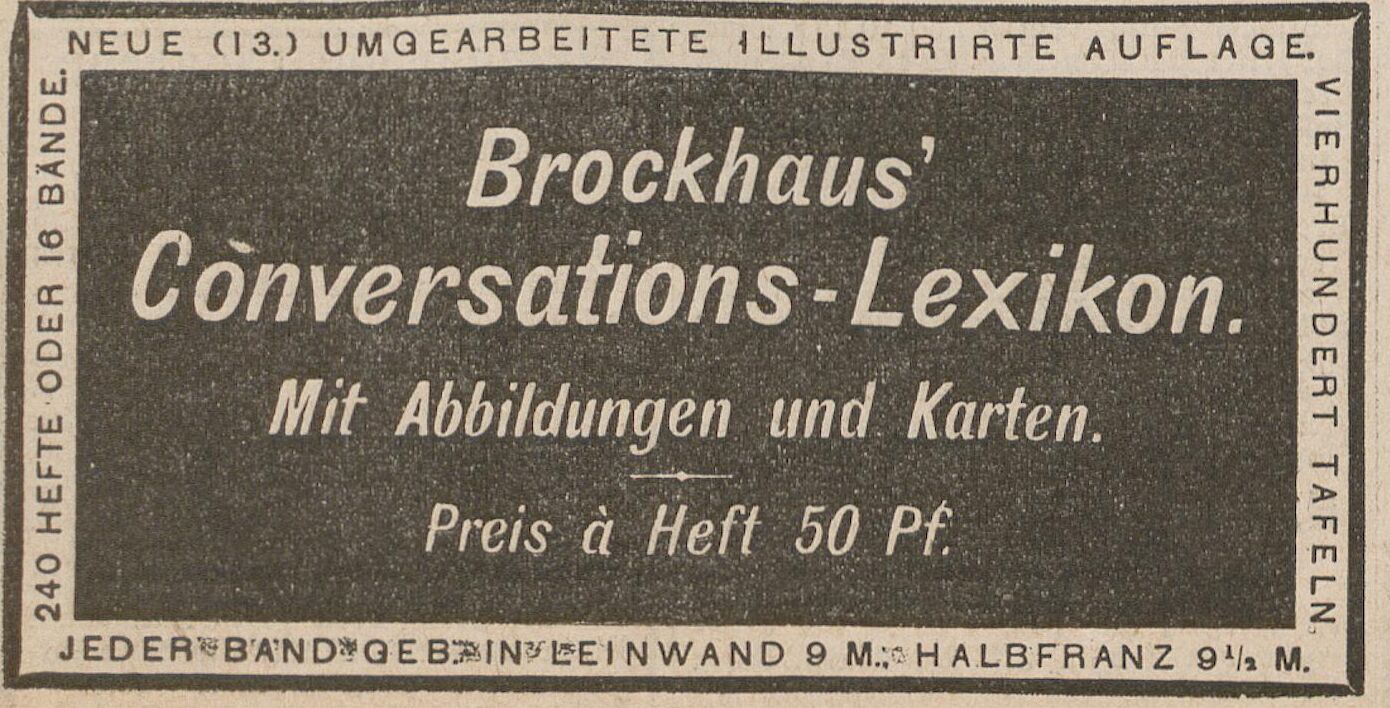 NEUE (13.) UMGEARBEITETE ILLUSTRIRTE AUFLAGE.
240 HEFTE ODER 16 BÄNDE.
Brockhaus'
Conversations-Lexikon.
Mit Abbildungen und Karten.
Preis à Heft 50 Pf.
VIERHUNDERT TAFELN.
JEDER BAND GEB. IN LEINWAND 9 M., HALBFRANZ 9½ M.